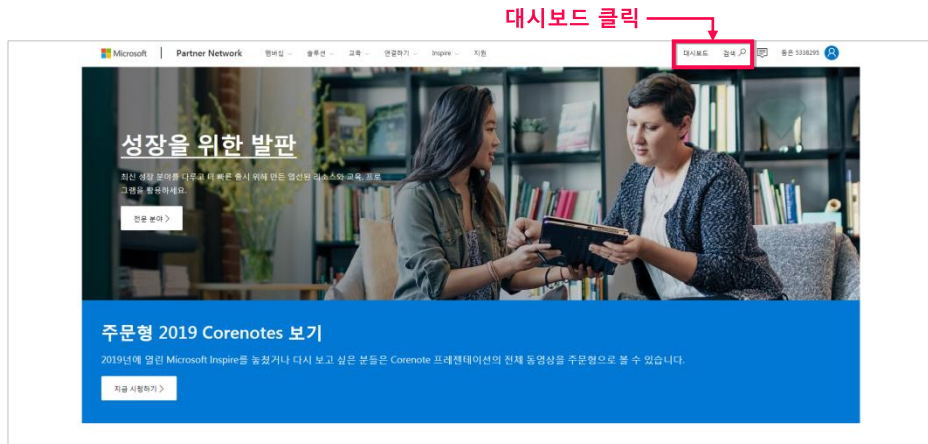 대시보드 클릭
Microsoft | Partner Network 멤버십 솔루션 교육 연결하기 Inspire 지원 대시보드 검색 홍존 5338295
성장을 위한 발판
최신 성장 분야를 다루고 더 빠른 출시 위해 만든 엄선된 리소스와 교육, 프로
그램을 활용하세요.
전문 분야 >
주문형 2019 Corenotes 보기
2019년에 열린 Microsoft Inspire를 놓쳤거나 다시 보고 싶은 분들은 Corenote 프레젠테이션의 전체 동영상을 주문형으로 볼 수 있습니다.
지금 시청하기 >